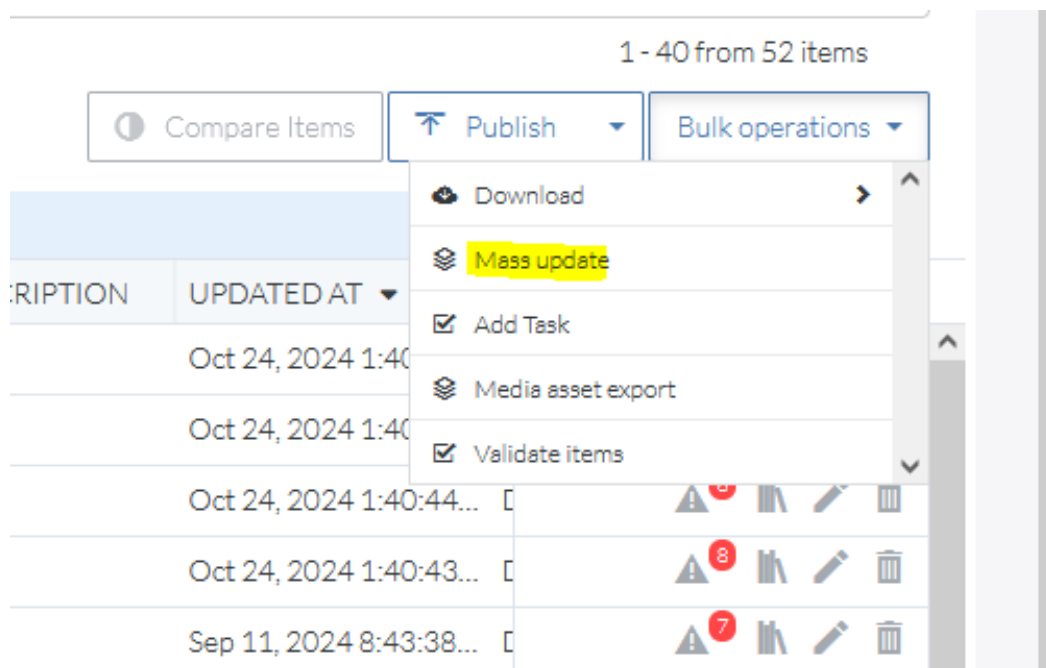 1 - 40 from 52 items
Compare Items
Publish
Bulk operations
Download
Mass update
Add Task
Media asset export
Validate items
RIPTION
UPDATED AT
Oct 24, 2024 1:40
Oct 24, 2024 1:40
Oct 24, 2024 1:40:44...
Oct 24, 2024 1:40:43...
8
Sep 11, 2024 8:43:38...
7